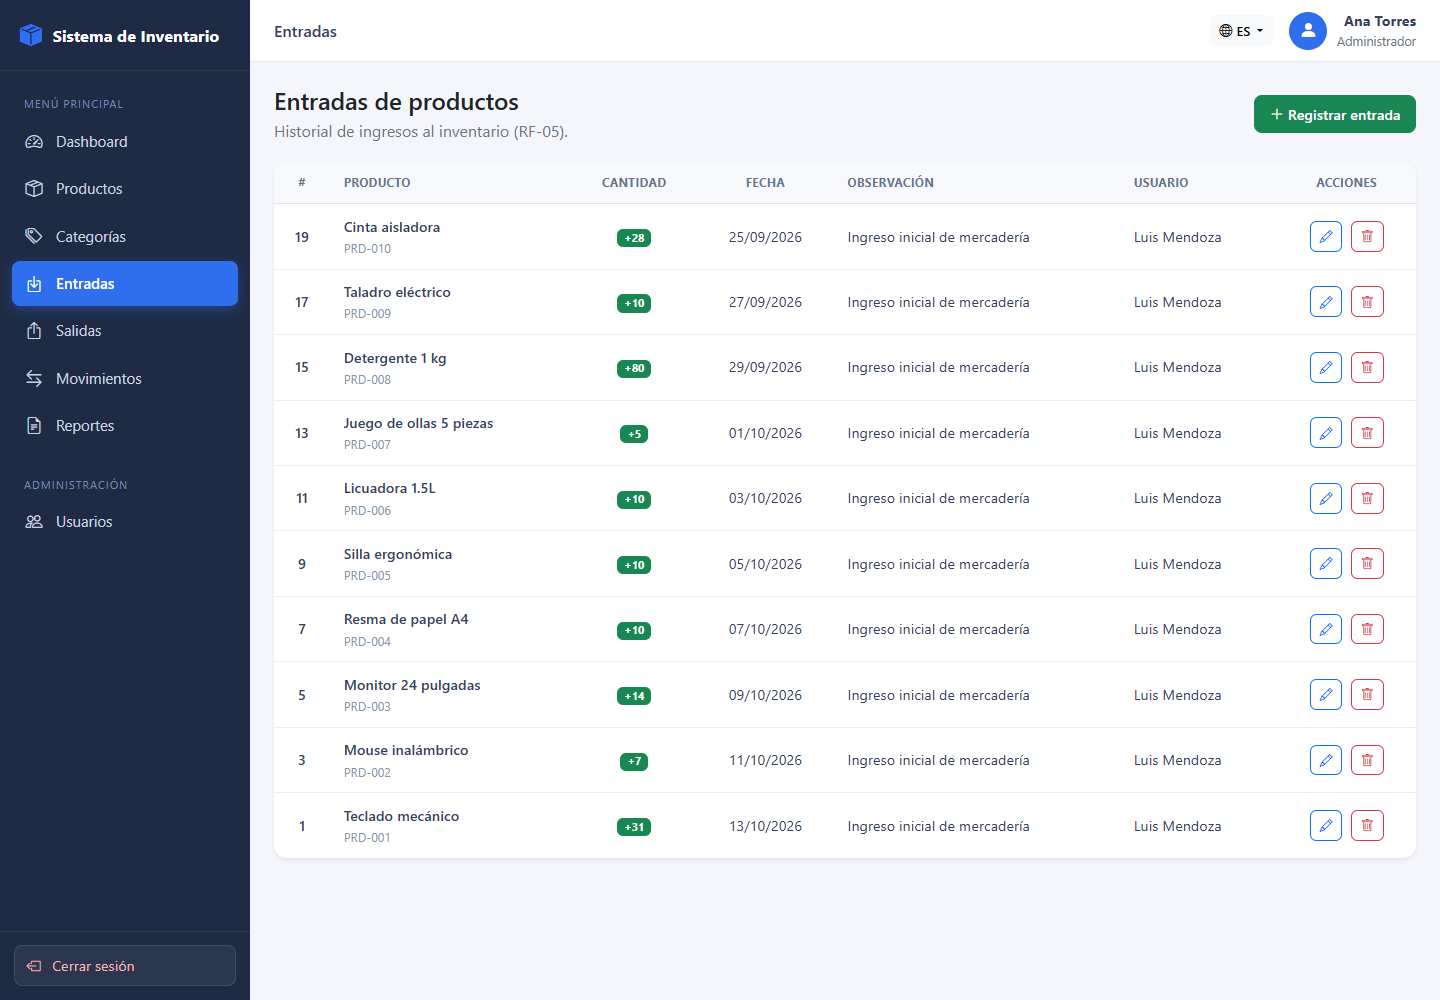 Sistema de Inventario
MENÚ PRINCIPAL
Dashboard
Productos
Categorías
Entradas
Salidas
Movimientos
Reportes
ADMINISTRACIÓN
Usuarios
Cerrar sesión
Entradas
ES
Ana Torres
Administrador
Entradas de productos
Historial de ingresos al inventario (RF-05).
+ Registrar entrada
# PRODUCTO CANTIDAD FECHA OBSERVACIÓN USUARIO ACCIONES
19 Cinta aisladora +28 25/09/2026 Ingreso inicial de mercadería Luis Mendoza
PRD-010
17 Taladro eléctrico +10 27/09/2026 Ingreso inicial de mercadería Luis Mendoza
PRD-009
15 Detergente 1 kg +80 29/09/2026 Ingreso inicial de mercadería Luis Mendoza
PRD-008
13 Juego de ollas 5 piezas +5 01/10/2026 Ingreso inicial de mercadería Luis Mendoza
PRD-007
11 Licuadora 1.5L +10 03/10/2026 Ingreso inicial de mercadería Luis Mendoza
PRD-006
9 Silla ergonómica +10 05/10/2026 Ingreso inicial de mercadería Luis Mendoza
PRD-005
7 Resma de papel A4 +10 07/10/2026 Ingreso inicial de mercadería Luis Mendoza
PRD-004
5 Monitor 24 pulgadas +14 09/10/2026 Ingreso inicial de mercadería Luis Mendoza
PRD-003
3 Mouse inalámbrico +7 11/10/2026 Ingreso inicial de mercadería Luis Mendoza
PRD-002
1 Teclado mecánico +31 13/10/2026 Ingreso inicial de mercadería Luis Mendoza
PRD-001